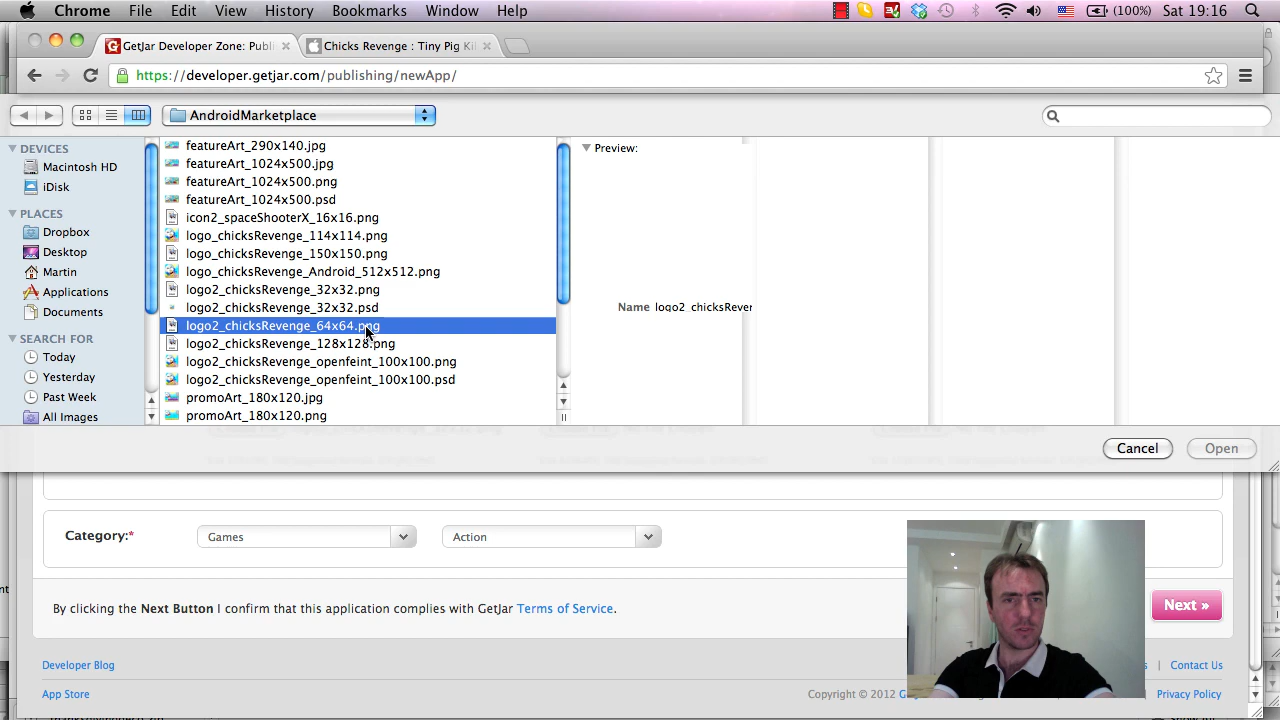 Chrome File Edit View History Bookmarks Window Help (100%) Sat 19:16
GetJar Developer Zone: Publi Chicks Revenge : Tiny Pig Kil
https://developer.getjar.com/publishing/newApp/
AndroidMarketplace
DEVICES
Macintosh HD
iDisk
PLACES
Dropbox
Desktop
Martin
Applications
Documents
SEARCH FOR
Today
Yesterday
Past Week
All Images
featureArt_290x140.jpg
featureArt_1024x500.jpg
featureArt_1024x500.png
featureArt_1024x500.psd
icon2_spaceShooterX_16x16.png
logo_chicksRevenge_114x114.png
logo_chicksRevenge_150x150.png
logo_chicksRevenge_Android_512x512.png
logo2_chicksRevenge_32x32.png
logo2_chicksRevenge_32x32.psd
logo2_chicksRevenge_64x64.png
logo2_chicksRevenge_128x128.png
logo2_chicksRevenge_openfeint_100x100.png
logo2_chicksRevenge_openfeint_100x100.psd
promoArt_180x120.jpg
promoArt_180x120.png
Preview:
Name logo2_chicksRever
Cancel Open
Category:* Games Action
By clicking the Next Button I confirm that this application complies with GetJar Terms of Service.
Next »
Developer Blog | Contact Us
App Store Copyright © 2012 Privacy Policy